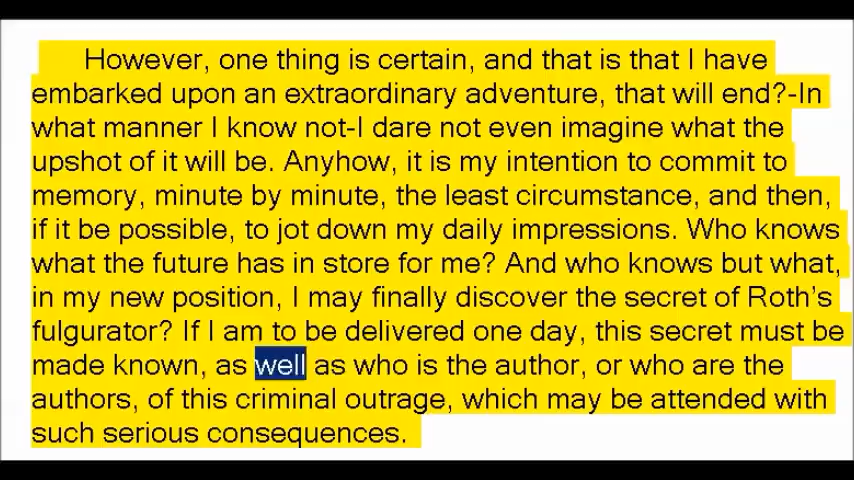 However, one thing is certain, and that is that I have
embarked upon an extraordinary adventure, that will end?-In
what manner I know not-I dare not even imagine what the
upshot of it will be. Anyhow, it is my intention to commit to
memory, minute by minute, the least circumstance, and then,
if it be possible, to jot down my daily impressions. Who knows
what the future has in store for me? And who knows but what,
in my new position, I may finally discover the secret of Roth's
fulgurator? If I am to be delivered one day, this secret must be
made known, as well as who is the author, or who are the
authors, of this criminal outrage, which may be attended with
such serious consequences.